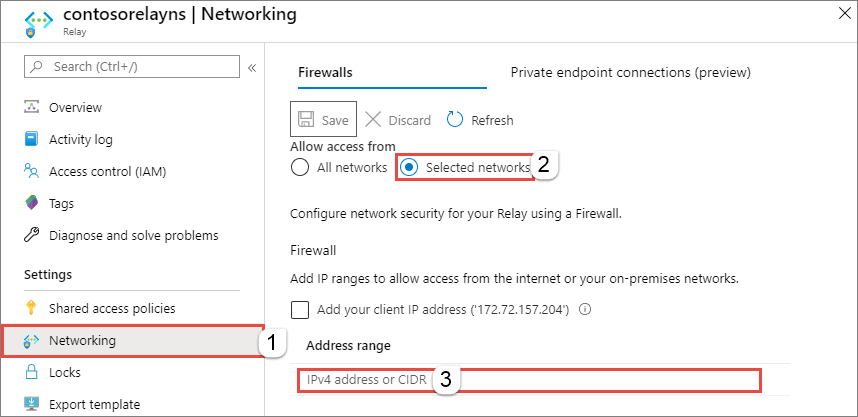 contosorelayns | Networking
Relay
Search (Ctrl+/)
«
Overview
Activity log
Access control (IAM)
Tags
Diagnose and solve problems
Settings
Shared access policies
Networking
1
Locks
Export template
Firewalls
Private endpoint connections (preview)
Save
Discard
Refresh
Allow access from
All networks
Selected networks
2
Configure network security for your Relay using a Firewall.
Firewall
Add IP ranges to allow access from the internet or your on-premises networks.
Add your client IP address ('172.72.157.204')
Address range
IPv4 address or CIDR
3